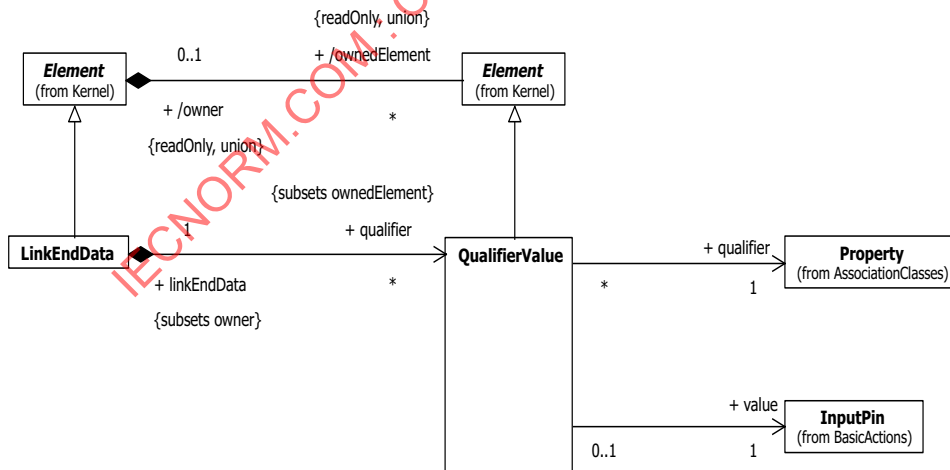 {readOnly, union}
0..1
+ /ownedElement
Element
(from Kernel)
Element
(from Kernel)
+ /owner
*
{readOnly, union}
{subsets ownedElement}
1
+ qualifier
LinkEndData
QualifierValue
+ qualifier
Property
(from AssociationClasses)
+ linkEndData
*
*
1
{subsets owner}
+ value
InputPin
(from BasicActions)
0..1
1
IECNORM.COM